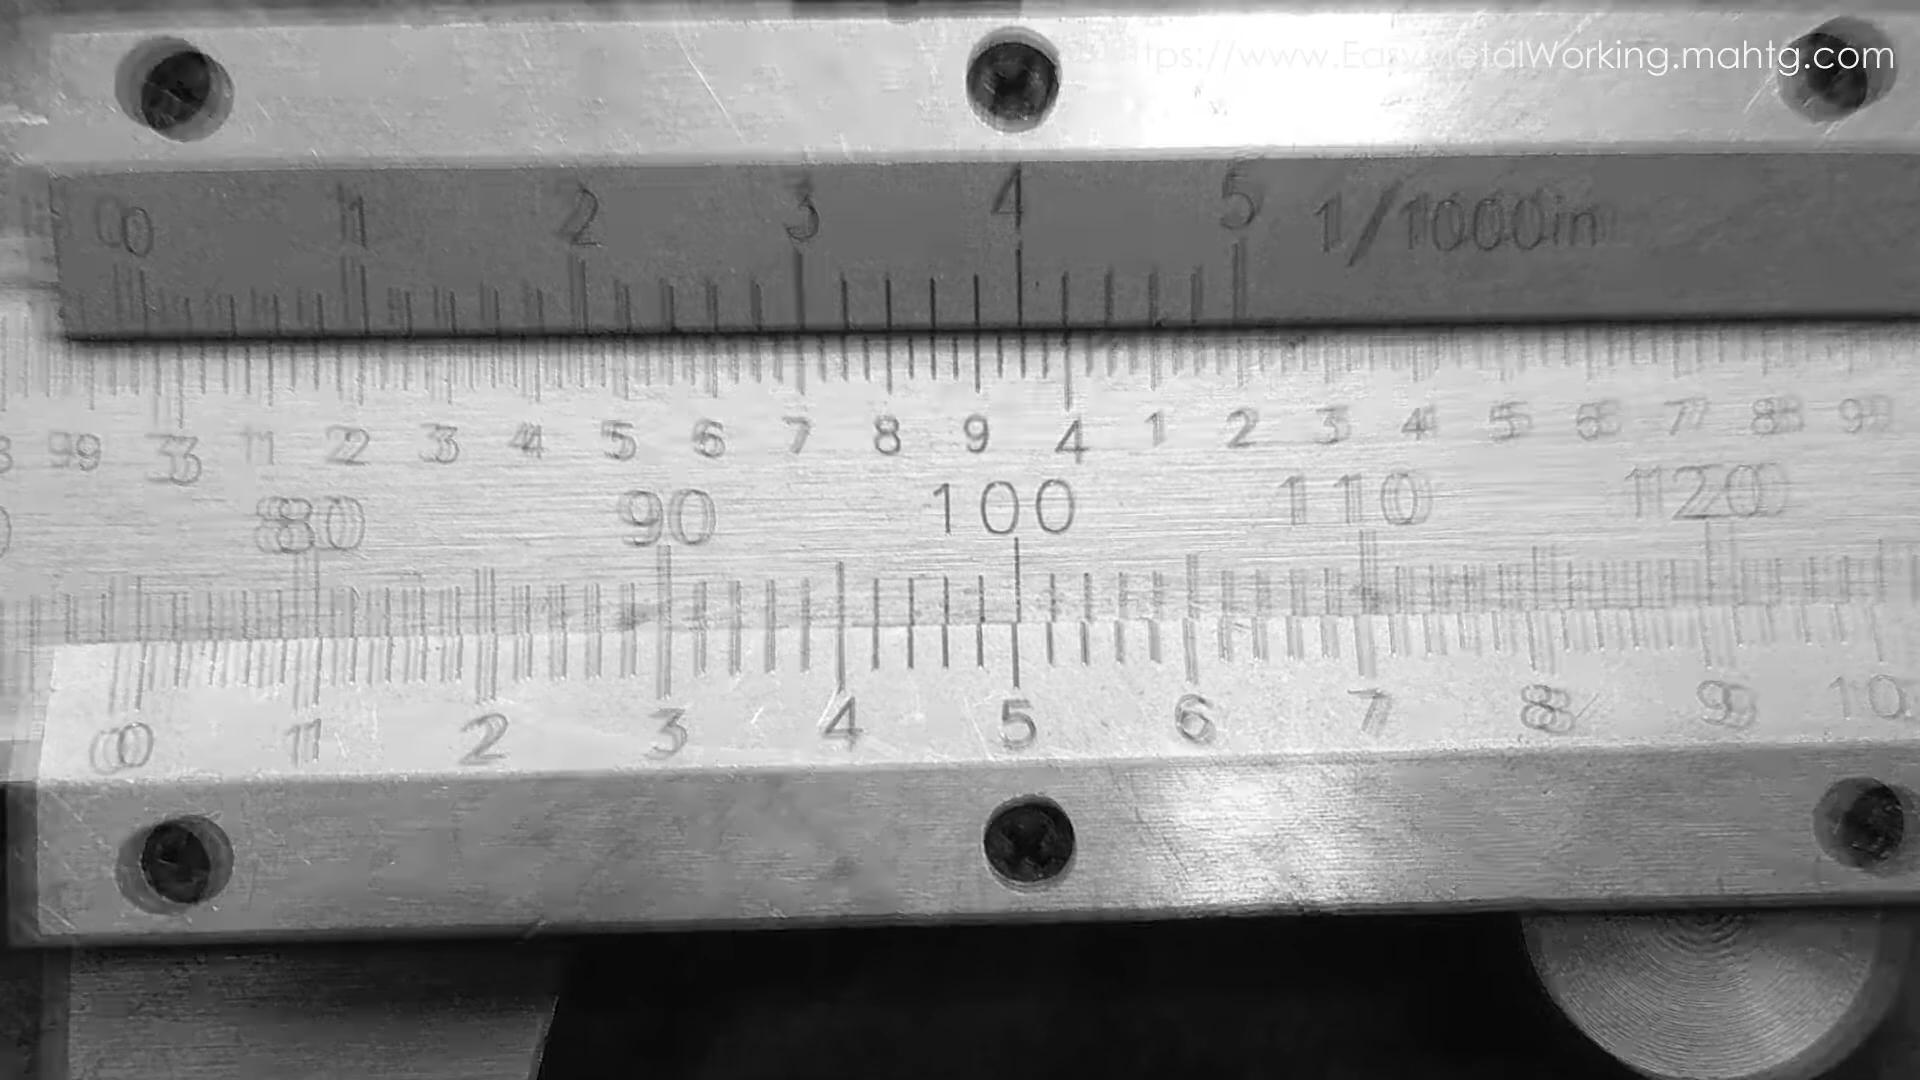 https://www.EasyMetalWorking.mahtg.com
0 1 2 3 4 5 1/1000in
9 3 1 2 3 4 5 6 7 8 9 4 1 2 3 4 5 6 7 8 9
80 90 100 110 120
0 1 2 3 4 5 6 7 8 9 10